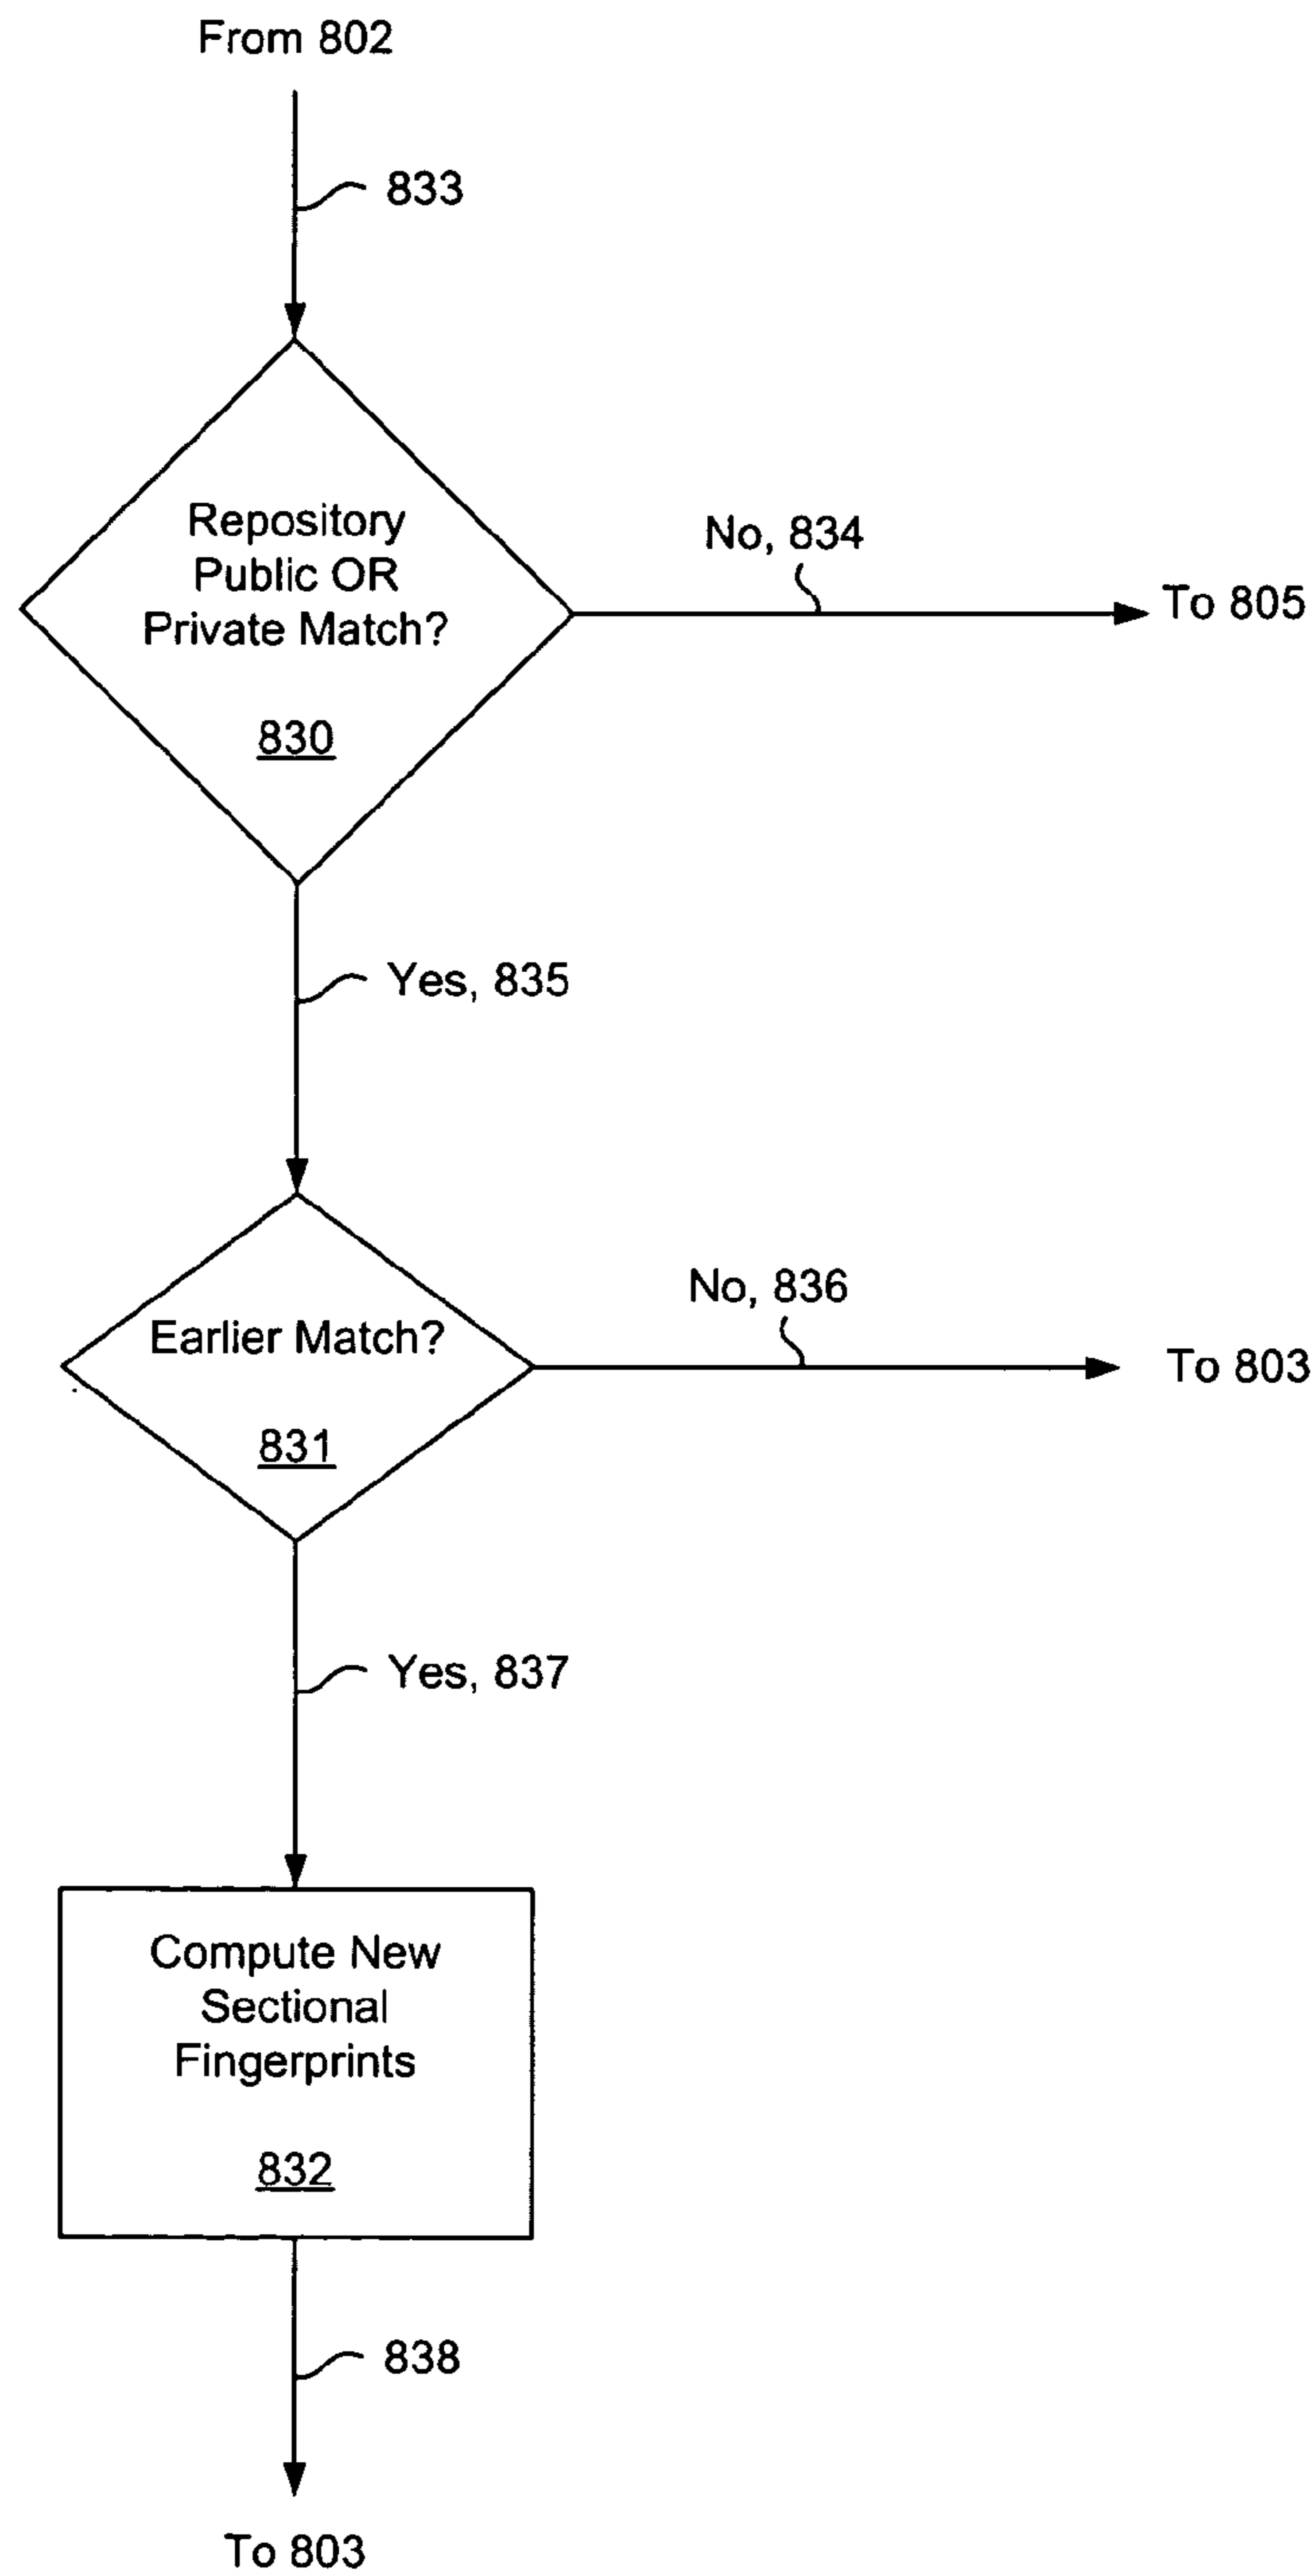 From 802
833
Repository
Public OR
Private Match?
830
No, 834
To 805
Yes, 835
Earlier Match?
831
No, 836
To 803
Yes, 837
Compute New
Sectional
Fingerprints
832
838
To 803